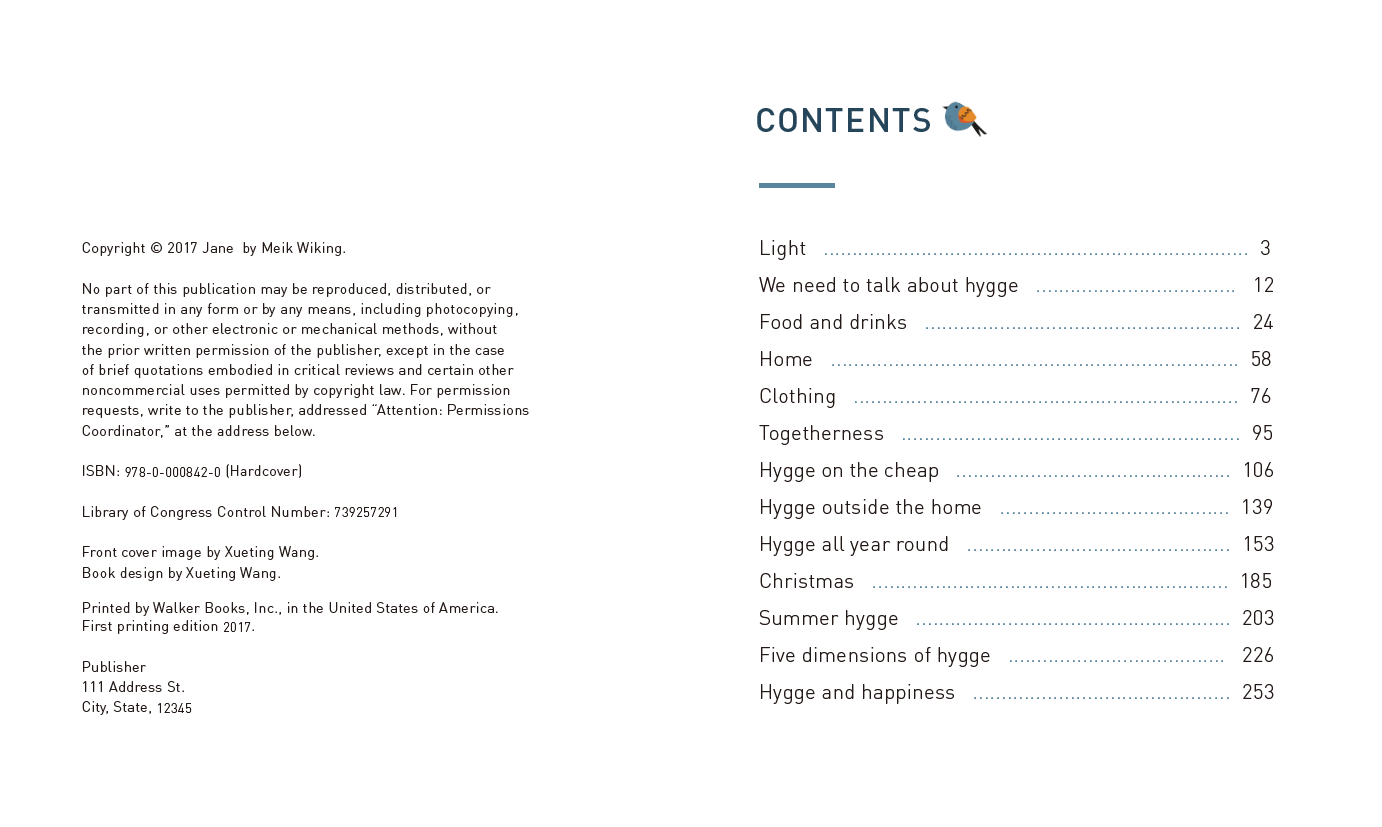 Copyright © 2017 Jane  by Meik Wiking.
No part of this publication may be reproduced, distributed, or
transmitted in any form or by any means, including photocopying,
recording, or other electronic or mechanical methods, without
the prior written permission of the publisher, except in the case
of brief quotations embodied in critical reviews and certain other
noncommercial uses permitted by copyright law. For permission
requests, write to the publisher, addressed “Attention: Permissions
Coordinator,” at the address below.
ISBN: 978-0-000842-0 (Hardcover)
Library of Congress Control Number: 739257291
Front cover image by Xueting Wang.
Book design by Xueting Wang.
Printed by Walker Books, Inc., in the United States of America.
First printing edition 2017.
Publisher
111 Address St.
City, State, 12345
CONTENTS
Light 3
We need to talk about hygge 12
Food and drinks 24
Home 58
Clothing 76
Togetherness 95
Hygge on the cheap 106
Hygge outside the home 139
Hygge all year round 153
Christmas 185
Summer hygge 203
Five dimensions of hygge 226
Hygge and happiness 253